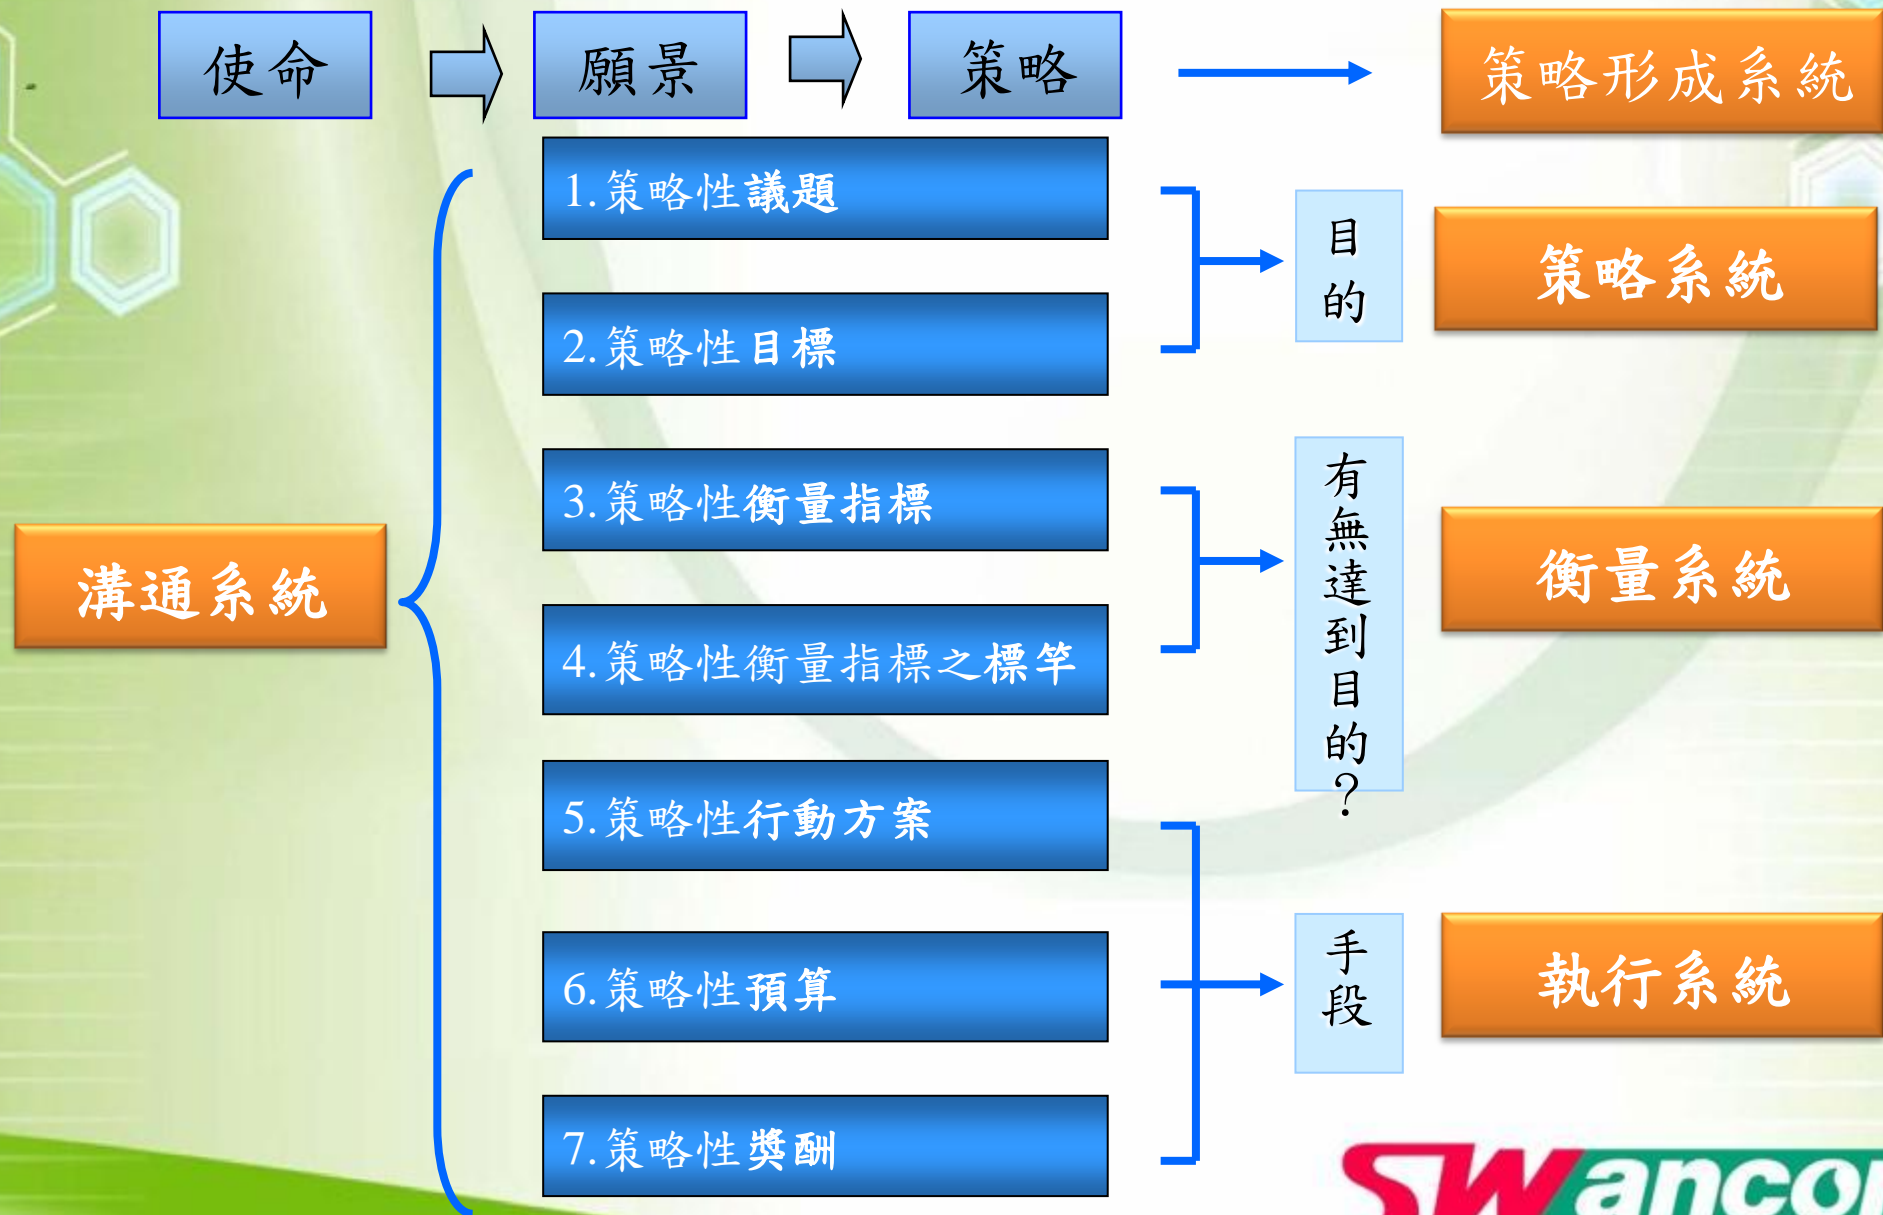 使命
願景
策略
策略形成系統
1.策略性議題
2.策略性目標
目的
策略系統
3.策略性衡量指標
4.策略性衡量指標之標竿
有無達到目的?
衡量系統
溝通系統
5.策略性行動方案
6.策略性預算
7.策略性獎酬
手段
執行系統
SWancor